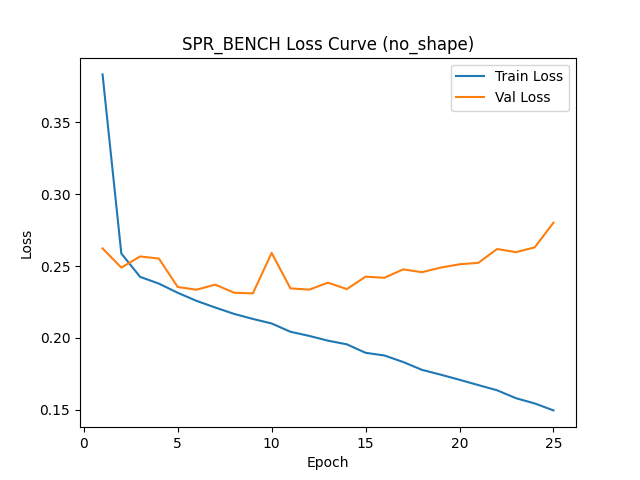 SPR_BENCH Loss Curve (no_shape)
Train Loss
Val Loss
Loss
0.35
0.30
0.25
0.20
0.15
0 5 10 15 20 25
Epoch